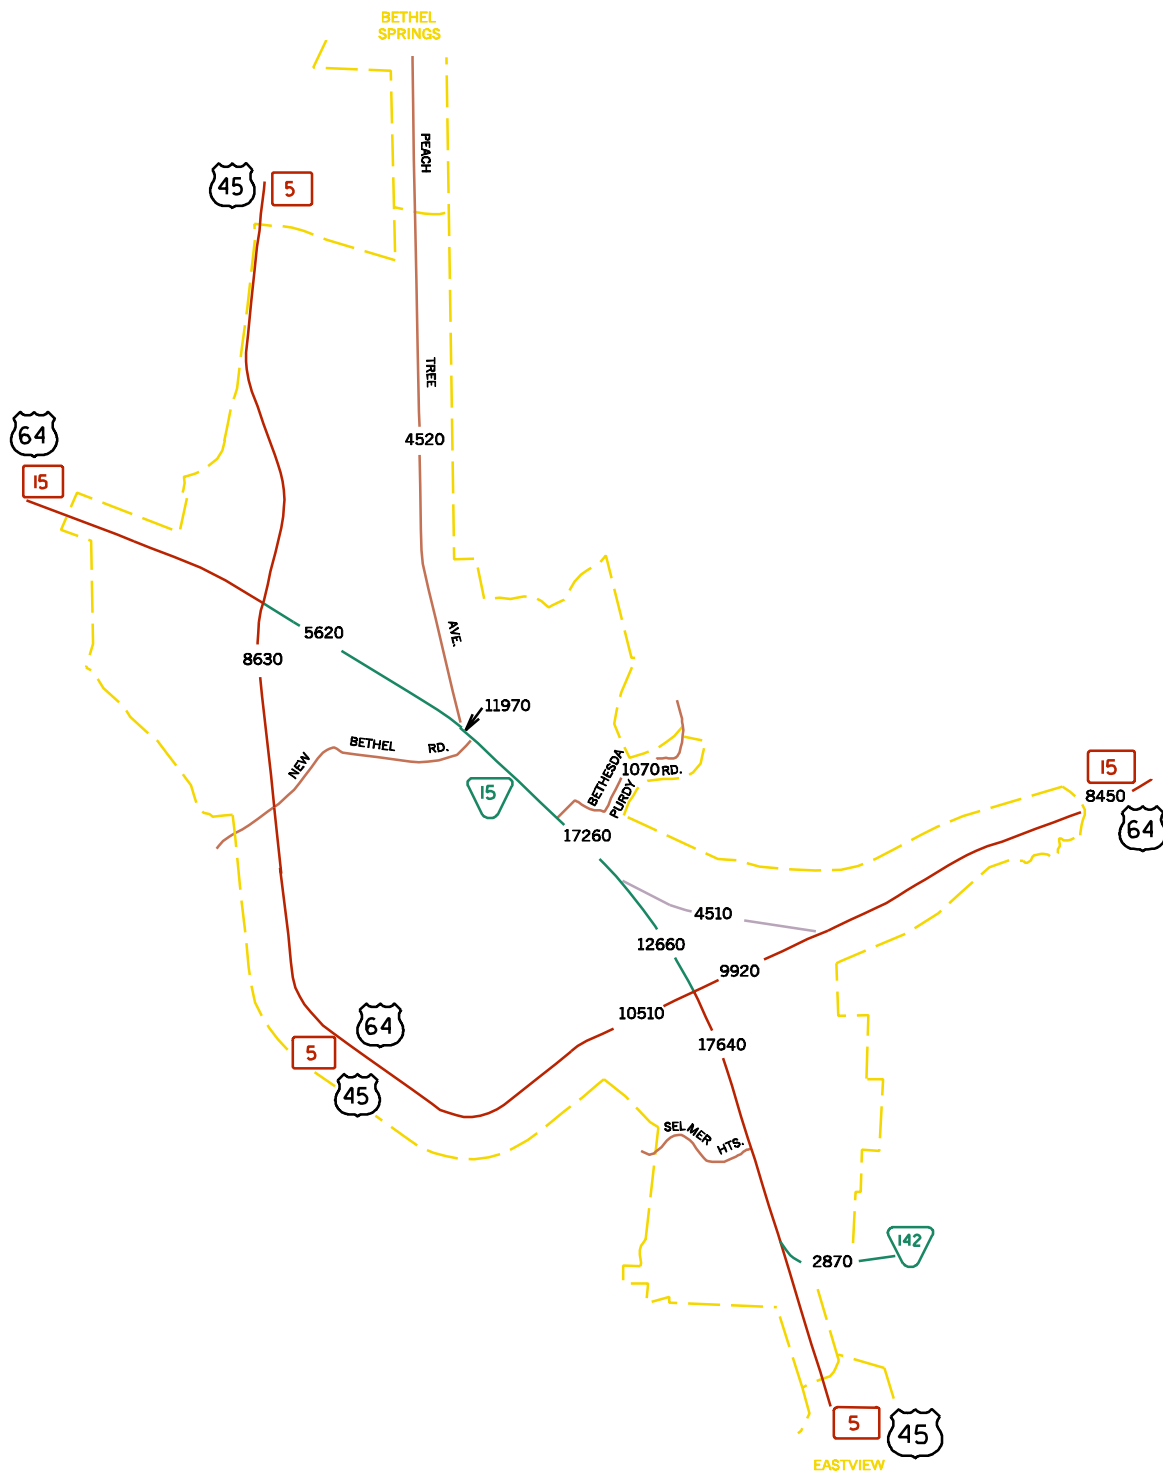 BETHEL
SPRINGS
PEACH
45
5
TREE
64
4520
15
AVE.
5620
8630
11970
NEW
BETHEL
RD.
BETHESDA
1070 RD.
PURDY
15
15
8450
64
17260
4510
12660
9920
10510
64
17640
5
45
SELMER
HTS.
142
2870
5
45
EASTVIEW